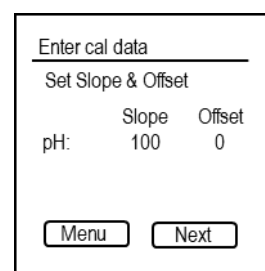 Enter cal data
Set Slope & Offset
Slope Offset
pH: 100 0
Menu Next